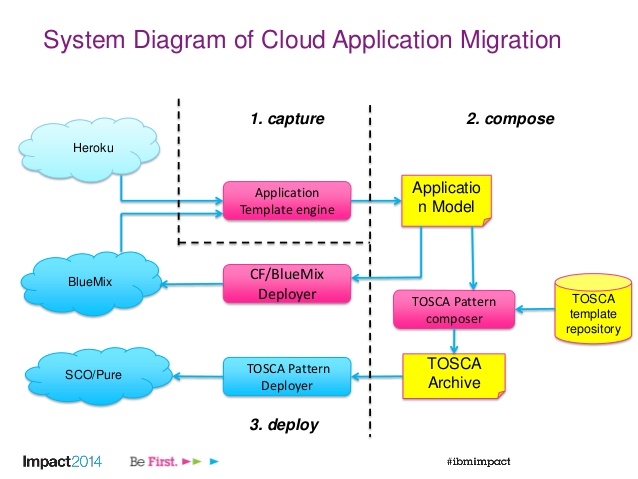 System Diagram of Cloud Application Migration
1. capture
2. compose
Heroku
Application
Template engine
Applicatio
n Model
BlueMix
CF/BlueMix
Deployer
TOSCA Pattern
composer
TOSCA
template
repository
SCO/Pure
TOSCA Pattern
Deployer
TOSCA
Archive
3. deploy
Impact2014
Be First.
#ibmimpact